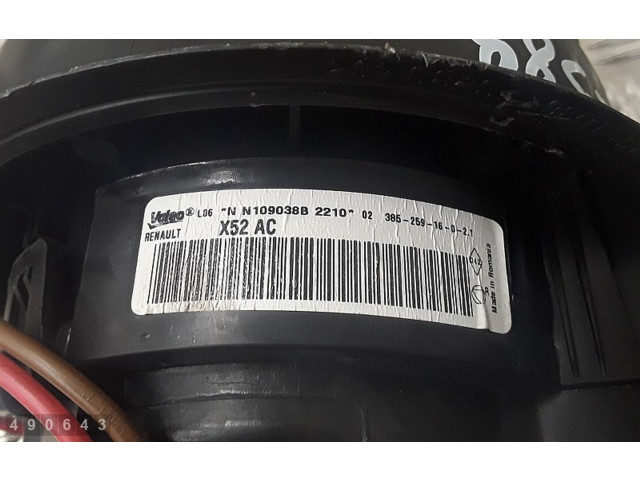 Valeo® L06 "N N109038B 2210" 02 385-259-16-0-2.1
RENAULT X52 AC
Made in Romania
490643